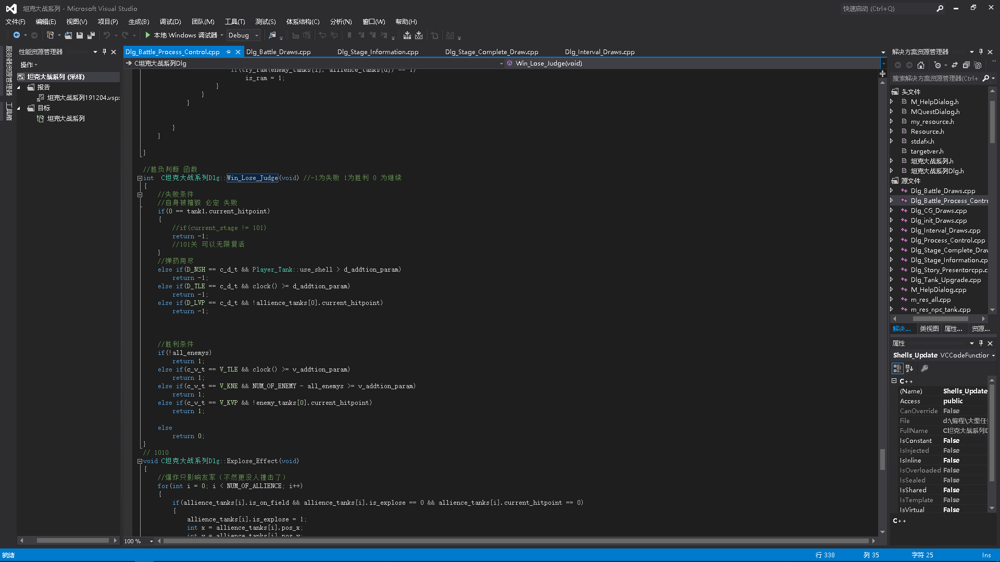 坦克大战系列 - Microsoft Visual Studio
快速启动 (Ctrl+Q)
文件(F) 编辑(E) 视图(V) 项目(P) 生成(B) 调试(D) 团队(M) 工具(T) 测试(S) 体系结构(C) 分析(N) 窗口(W) 帮助(H)
本地 Windows 调试器 Debug
服务器资源管理器
工具箱
性能资源管理器
操作
坦克大战系列 (采样)
报告
坦克大战系列191204.vsp
目标
坦克大战系列
Dlg_Battle_Process_Control.cpp Dlg_Battle_Draws.cpp Dlg_Stage_Information.cpp Dlg_Stage_Complete_Draw.cpp Dlg_Interval_Draws.cpp
C坦克大战系列Dlg Win_Lose_Judge(void)
if(try_ram(enemy_tanks[i], allience_tanks[u]) == 1)
is_ram = 1;
}
}
}
}
}
}
//胜负判断 函数
int C坦克大战系列Dlg::Win_Lose_Judge(void) //-1为失败 1为胜利 0 为继续
{
//失败条件
//自身被摧毁 必定 失败
if(0 == tank1.current_hitpoint)
{
//if(current_stage != 101)
return -1;
//101关 可以无限复活
}
//弹药用尽
else if(D_NSH == c_d_t && Player_Tank::use_shell > d_addtion_param)
return -1;
else if(D_TLE == c_d_t && clock() >= d_addtion_param)
return -1;
else if(D_LVP == c_d_t && !allience_tanks[0].current_hitpoint)
return -1;
//胜利条件
if(!all_enemys)
return 1;
else if(c_v_t == V_TLE && clock() >= v_addtion_param)
return 1;
else if(c_v_t == V_KNE && NUM_OF_ENEMY - all_enemys >= v_addtion_param)
return 1;
else if(c_v_t == V_KVP && !enemy_tanks[0].current_hitpoint)
return 1;
else
return 0;
}
// 1010
void C坦克大战系列Dlg::Explose_Effect(void)
{
//爆炸只影响友军（不然更没人撞击了）
for(int i = 0; i < NUM_OF_ALLIENCE; i++)
{
if(allience_tanks[i].is_on_field && allience_tanks[i].is_explose == 0 && allience_tanks[i].current_hitpoint == 0)
{
allience_tanks[i].is_explose = 1;
int x = allience_tanks[i].pos_x;
int y = allience_tanks[i].pos_y;
100 %
解决方案资源管理器
搜索解决方案资源管理器(Ctrl+
头文件
M_HelpDialog.h
MQuestDialog.h
my_resource.h
Resource.h
stdafx.h
targetver.h
坦克大战系列.h
坦克大战系列Dlg.h
源文件
Dlg_Battle_Draws.cpp
Dlg_Battle_Process_Contro
Dlg_CG_Draws.cpp
Dlg_init_Draws.cpp
Dlg_Interval_Draws.cpp
Dlg_Process_Control.cpp
Dlg_Stage_Complete_Draw
Dlg_Stage_Information.cp
Dlg_Story_Presentorcpp.c
Dlg_Tank_Upgrade.cpp
M_HelpDialog.cpp
m_res_all.cpp
m_res_npc_tank.cpp
解决... 类视图 属性... 资源...
属性
Shells_Update VCCodeFunction
C++
(Name) Shells_Update
Access public
CanOverride False
File d:\编程\大型任
FullName C坦克大战系列D
IsConstant False
IsInjected False
IsInline False
IsOverloaded False
IsSealed False
IsShared False
IsTemplate False
IsVirtual False
C++
就绪 行 338 列 35 字符 25 Ins